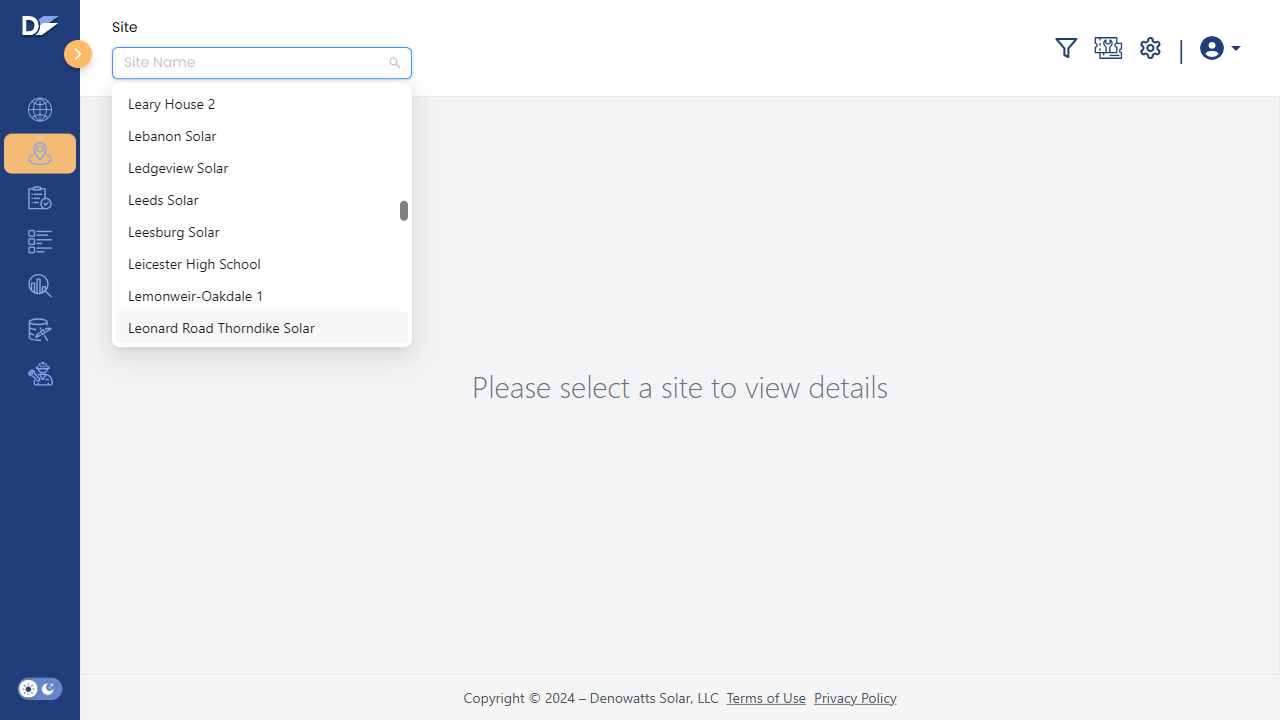 Site
Site Name
Leary House 2
Lebanon Solar
Ledgeview Solar
Leeds Solar
Leesburg Solar
Leicester High School
Lemonweir-Oakdale 1
Leonard Road Thorndike Solar
Please select a site to view details
Copyright © 2024 – Denowatts Solar, LLC Terms of Use Privacy Policy